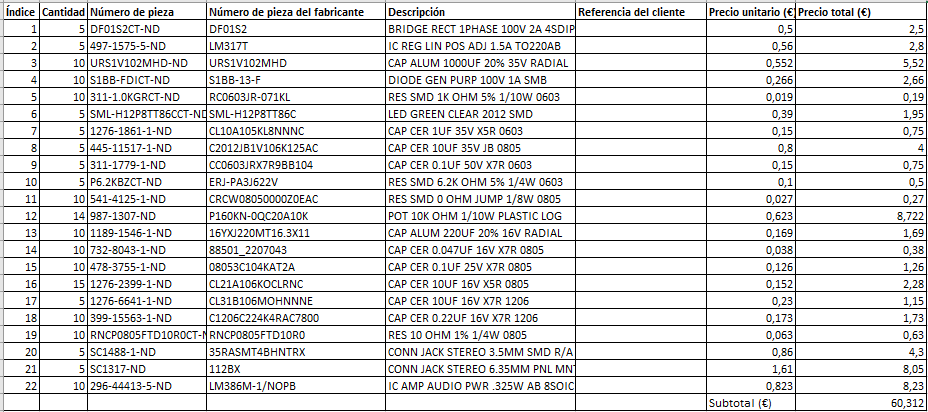 Índice Cantidad Número de pieza Número de pieza del fabricante Descripción Referencia del cliente Precio unitario (€) Precio total (€)
1 5 DF01S2CT-ND DF01S2 BRIDGE RECT 1PHASE 100V 2A 4SDIP 0,5 2,5
2 5 497-1575-5-ND LM317T IC REG LIN POS ADJ 1.5A TO220AB 0,56 2,8
3 10 URS1V102MHD-ND URS1V102MHD CAP ALUM 1000UF 20% 35V RADIAL 0,552 5,52
4 10 S1BB-FDICT-ND S1BB-13-F DIODE GEN PURP 100V 1A SMB 0,266 2,66
5 10 311-1.0KGRCT-ND RC0603JR-071KL RES SMD 1K OHM 5% 1/10W 0603 0,019 0,19
6 5 SML-H12P8TT86CCT-ND SML-H12P8TT86C LED GREEN CLEAR 2012 SMD 0,39 1,95
7 5 1276-1861-1-ND CL10A105KL8NNNC CAP CER 1UF 35V X5R 0603 0,15 0,75
8 5 445-11517-1-ND C2012JB1V106K125AC CAP CER 10UF 35V JB 0805 0,8 4
9 5 311-1779-1-ND CC0603JRX7R9BB104 CAP CER 0.1UF 50V X7R 0603 0,15 0,75
10 5 P6.2KBZCT-ND ERJ-PA3J622V RES SMD 6.2K OHM 5% 1/4W 0603 0,1 0,5
11 10 541-4125-1-ND CRCW08050000Z0EAC RES SMD 0 OHM JUMP 1/8W 0805 0,027 0,27
12 14 987-1307-ND P160KN-0QC20A10K POT 10K OHM 1/10W PLASTIC LOG 0,623 8,722
13 10 1189-1546-1-ND 16YXJ220MT16.3X11 CAP ALUM 220UF 20% 16V RADIAL 0,169 1,69
14 10 732-8043-1-ND 88501_2207043 CAP CER 0.047UF 16V X7R 0805 0,038 0,38
15 10 478-3755-1-ND 08053C104KAT2A CAP CER 0.1UF 25V X7R 0805 0,126 1,26
16 15 1276-2399-1-ND CL21A106KOCLRNC CAP CER 10UF 16V X5R 0805 0,152 2,28
17 5 1276-6641-1-ND CL31B106MOHNNNE CAP CER 10UF 16V X7R 1206 0,23 1,15
18 10 399-15563-1-ND C1206C224K4RAC7800 CAP CER 0.22UF 16V X7R 1206 0,173 1,73
19 10 RNCP0805FTD10R0CT-N RNCP0805FTD10R0 RES 10 OHM 1% 1/4W 0805 0,063 0,63
20 5 SC1488-1-ND 35RASMT4BHNTRX CONN JACK STEREO 3.5MM SMD R/A 0,86 4,3
21 5 SC1317-ND 112BX CONN JACK STEREO 6.35MM PNL MNT 1,61 8,05
22 10 296-44413-5-ND LM386M-1/NOPB IC AMP AUDIO PWR .325W AB 8SOIC 0,823 8,23
Subtotal (€) 60,312